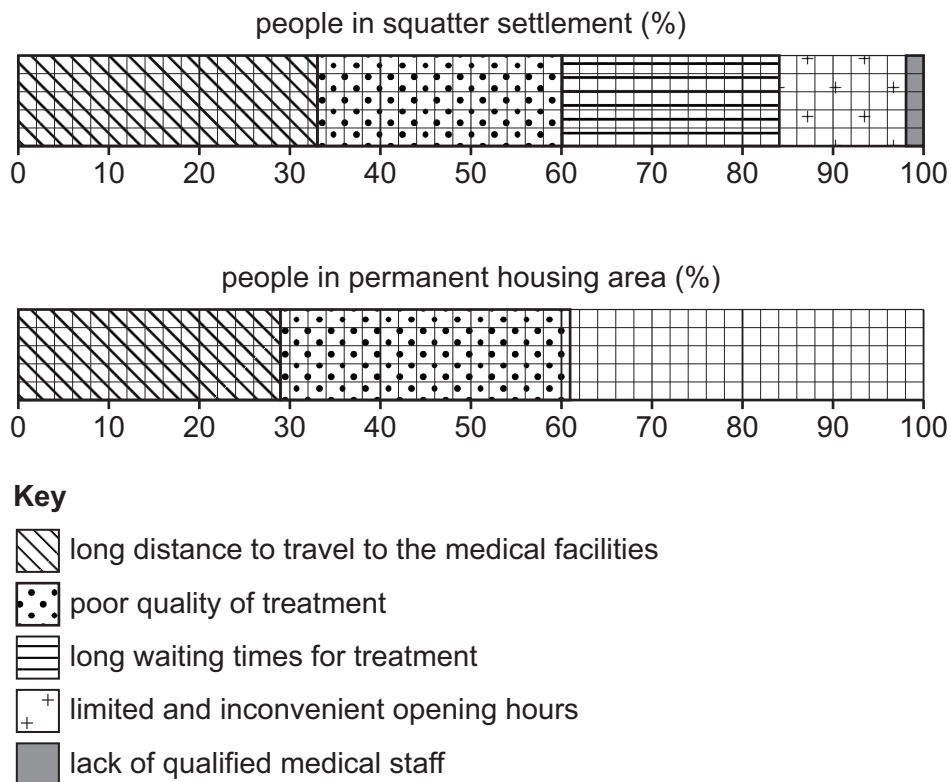 people in squatter settlement (%)
0 10 20 30 40 50 60 70 80 90 100
people in permanent housing area (%)
0 10 20 30 40 50 60 70 80 90 100
Key
long distance to travel to the medical facilities
poor quality of treatment
long waiting times for treatment
limited and inconvenient opening hours
lack of qualified medical staff